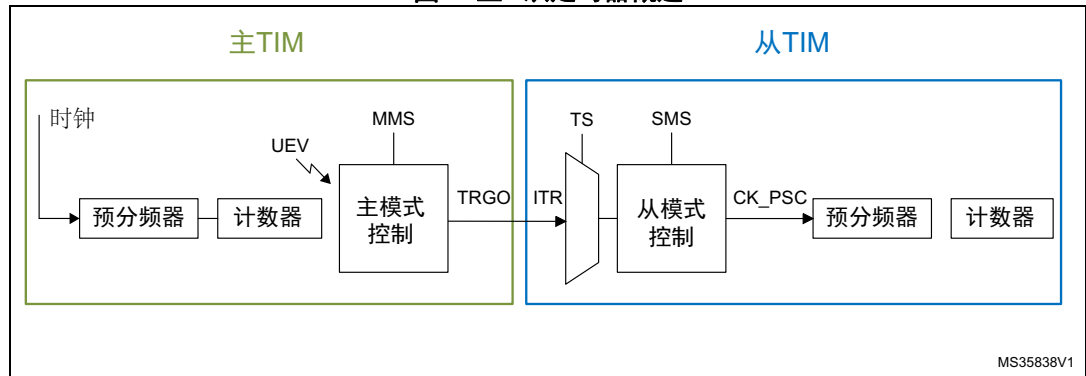 主TIM
从TIM
时钟
UEV
MMS
TS
SMS
预分频器
计数器
主模式
控制
TRGO
ITR
从模式
控制
CK_PSC
预分频器
计数器
MS35838V1